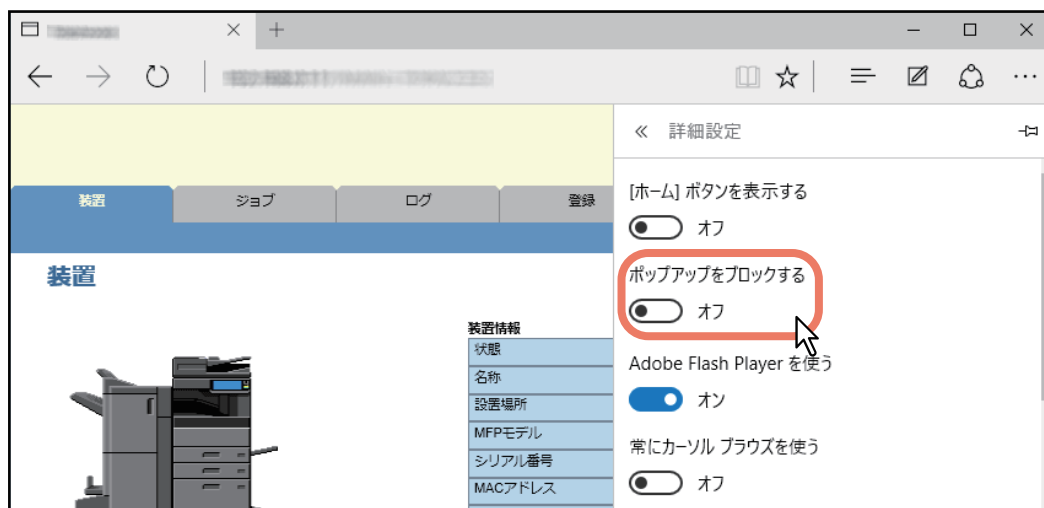 詳細設定
装置
ジョブ
ログ
登録
[ホーム] ボタンを表示する
オフ
ポップアップをブロックする
オフ
Adobe Flash Player を使う
オン
常にカーソル ブラウズを使う
オフ
装置
装置情報
状態
名称
設置場所
MFPモデル
シリアル番号
MACアドレス